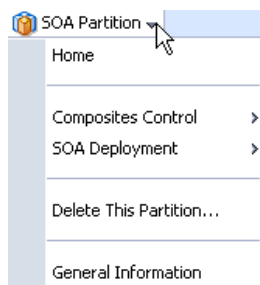 SOA Partition
Home
Composites Control
SOA Deployment
Delete This Partition...
General Information